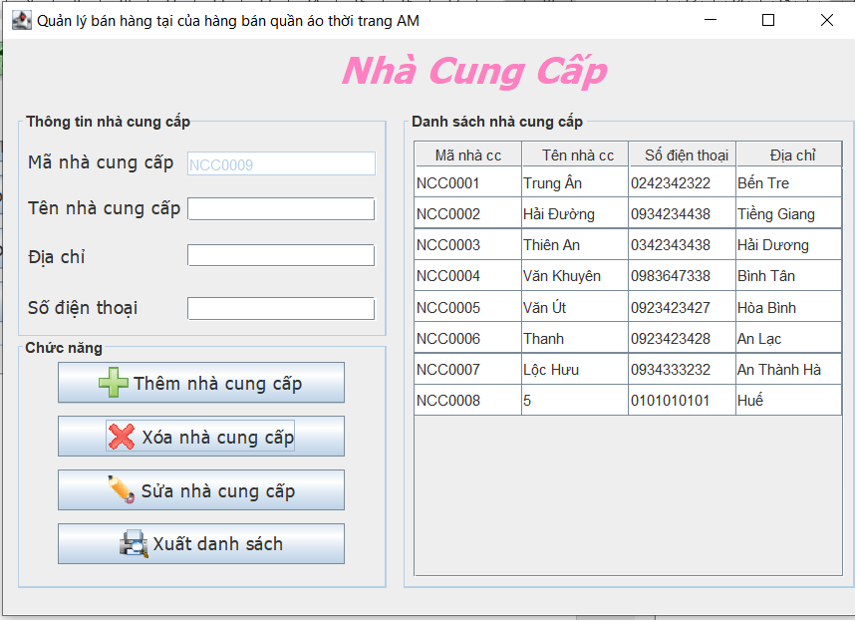 Quản lý bán hàng tại của hàng bán quần áo thời trang AM
Nhà Cung Cấp
Thông tin nhà cung cấp
Mã nhà cung cấp NCC0009
Tên nhà cung cấp
Địa chỉ
Số điện thoại
Chức năng
Thêm nhà cung cấp
Xóa nhà cung cấp
Sửa nhà cung cấp
Xuất danh sách
Danh sách nhà cung cấp
Mã nhà cc Tên nhà cc Số điện thoại Địa chỉ
NCC0001 Trung Ân 0242342322 Bến Tre
NCC0002 Hải Đường 0934234438 Tiềng Giang
NCC0003 Thiên An 0342343438 Hải Dương
NCC0004 Văn Khuyên 0983647338 Bình Tân
NCC0005 Văn Út 0923423427 Hòa Bình
NCC0006 Thanh 0923423428 An Lạc
NCC0007 Lộc Hưu 0934333232 An Thành Hà
NCC0008 5 0101010101 Huế